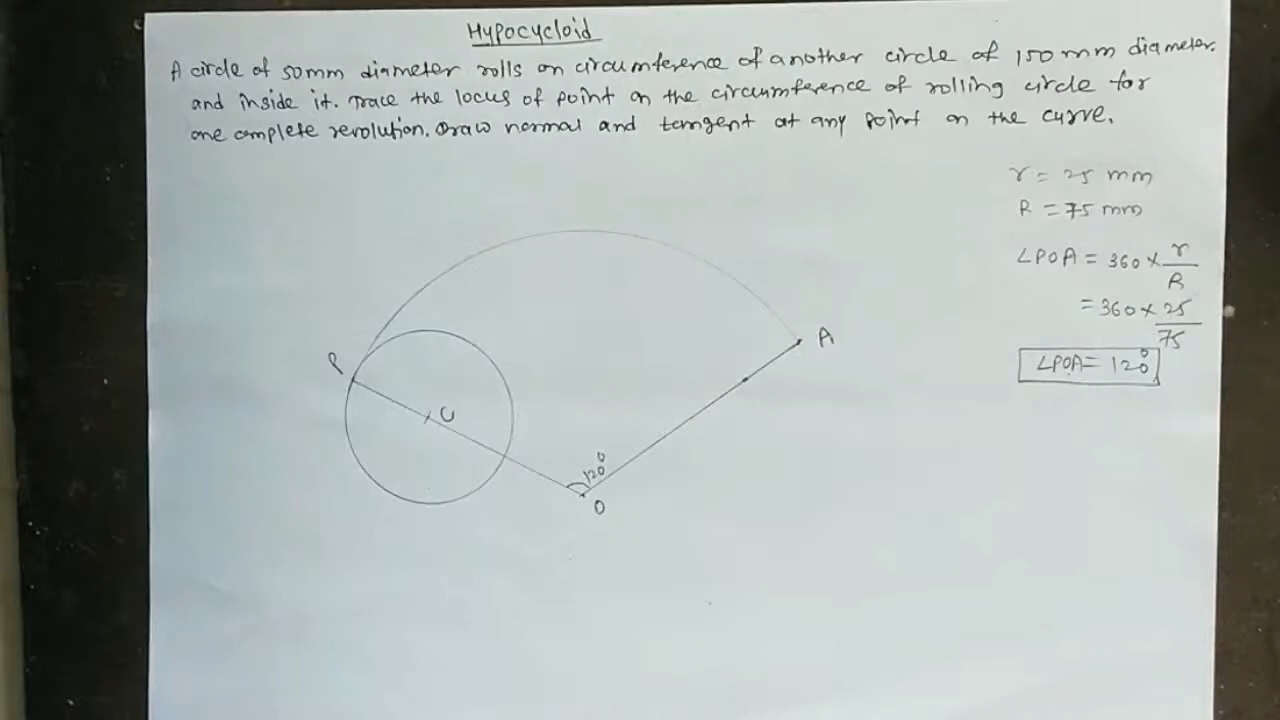 Hypocycloid
A circle of 50mm diameter rolls on circumference of another circle of 150 mm diameter.
and inside it. Trace the locus of point on the circumference of rolling circle for
one complete revolution. Draw normal and tangent at any point on the curve.
r = 25 mm
R = 75 mm
∠POA = 360 × r/R
= 360 × 25/75
∠POA = 120°
P
C
A
120°
O